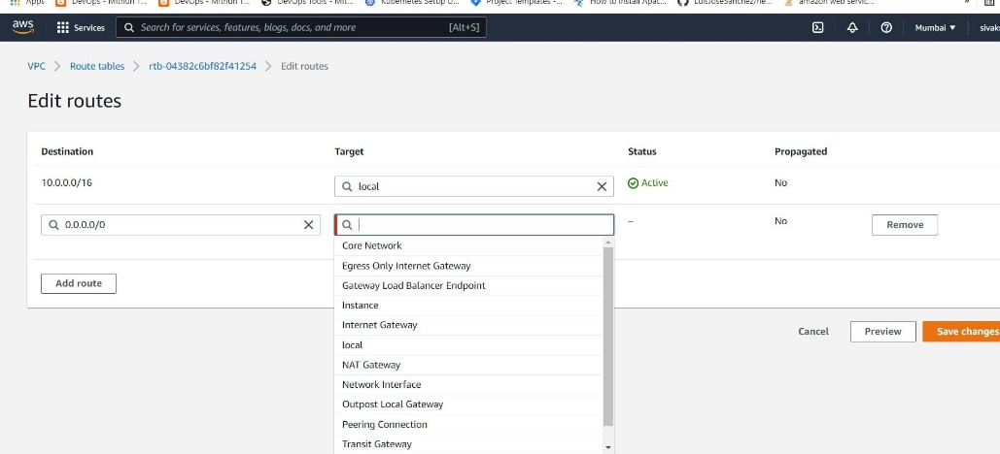 Apps DevOps - Mithun T... DevOps - Mithun T... DevOps Tools - Mit... Kubernetes Setup U... Project Templates -... How to Install Apac... LuisJoseSanchez/ne... amazon web servic... »
aws Services Search for services, features, blogs, docs, and more [Alt+S] Mumbai ▼
VPC > Route tables > rtb-04382c6bf82f41254 > Edit routes
Edit routes
Destination Target Status Propagated
10.0.0.0/16 local Active No
0.0.0.0/0 – No Remove
Core Network
Egress Only Internet Gateway
Gateway Load Balancer Endpoint
Add route
Instance
Internet Gateway
Cancel Preview Save changes
local
NAT Gateway
Network Interface
Outpost Local Gateway
Peering Connection
Transit Gateway